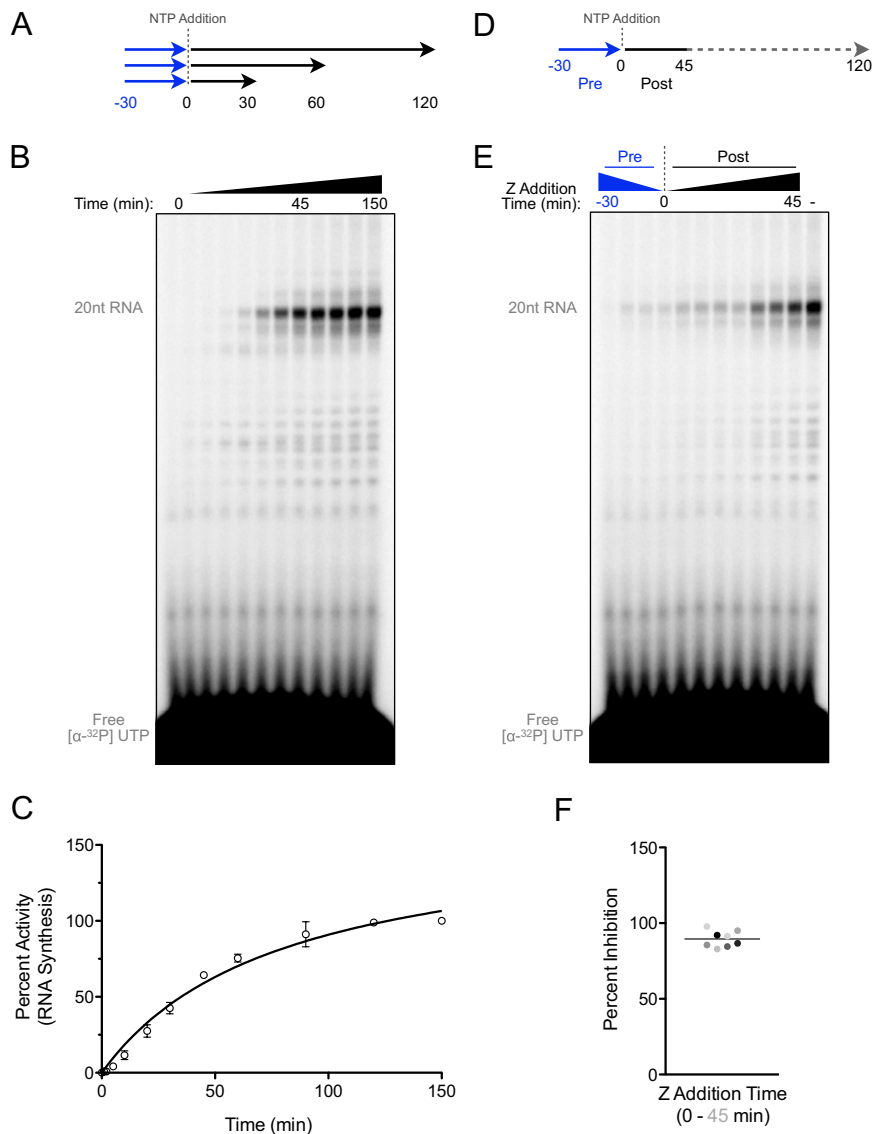 A
NTP Addition
-30 0 30 60 120
D
NTP Addition
-30 0 45 120
Pre Post
B
Time (min): 0 45 150
20nt RNA
Free
[α-³²P] UTP
E
Pre Post
Z Addition
Time (min): -30 0 45 -
20nt RNA
Free
[α-³²P] UTP
C
Percent Activity
(RNA Synthesis)
150
100
50
0
0 50 100 150
Time (min)
F
Percent Inhibition
150
100
50
0
Z Addition Time
(0 - 45 min)